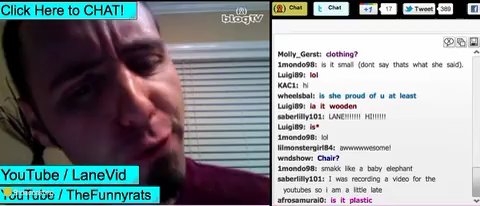 Click Here to CHAT!
blogTV
YouTube / LaneVid
YouTube / TheFunnyrats
Chat
Chat
+1
17
Tweet
389
Molly_Gerst: clothing?
1mondo98: is it small (dont say thats what she said).
Luigi89: lol
KAC1: hi
wheelsbal: is she proud of u at least
Luigi89: ia it wooden
saberlilly101: LANE!!!!!!! HI!!!!!!
Luigi89: is*
1mondo98: lol
lilmonstergirl84: awwwwwesome!
wndshow: Chair?
1mondo98: smakk like a baby elephant
saberlilly101: I was recording a video for the
youtubes so i am a little late
afrosamurai0: is it plastic